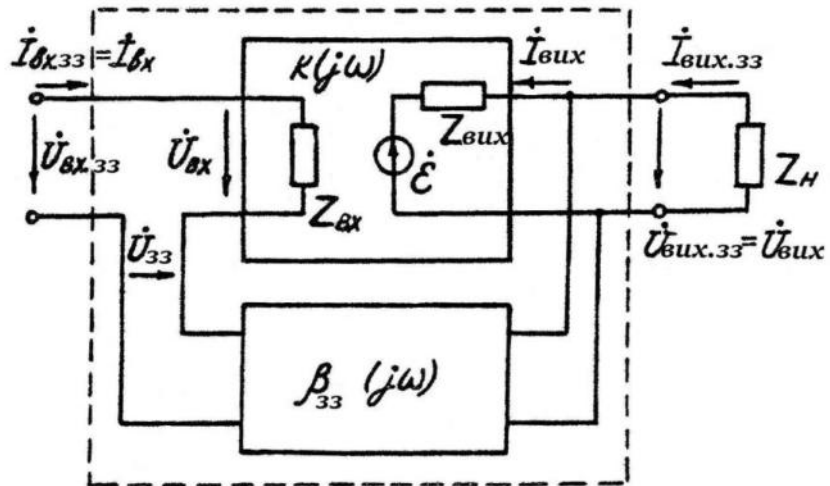 İвх.зз = İвх
K(jω)
İвих
İвих.зз
Zвих
U̇вх.зз
U̇вх
Ė
Zн
Zвх
U̇зз
U̇вих.зз = U̇вих
βзз (jω)